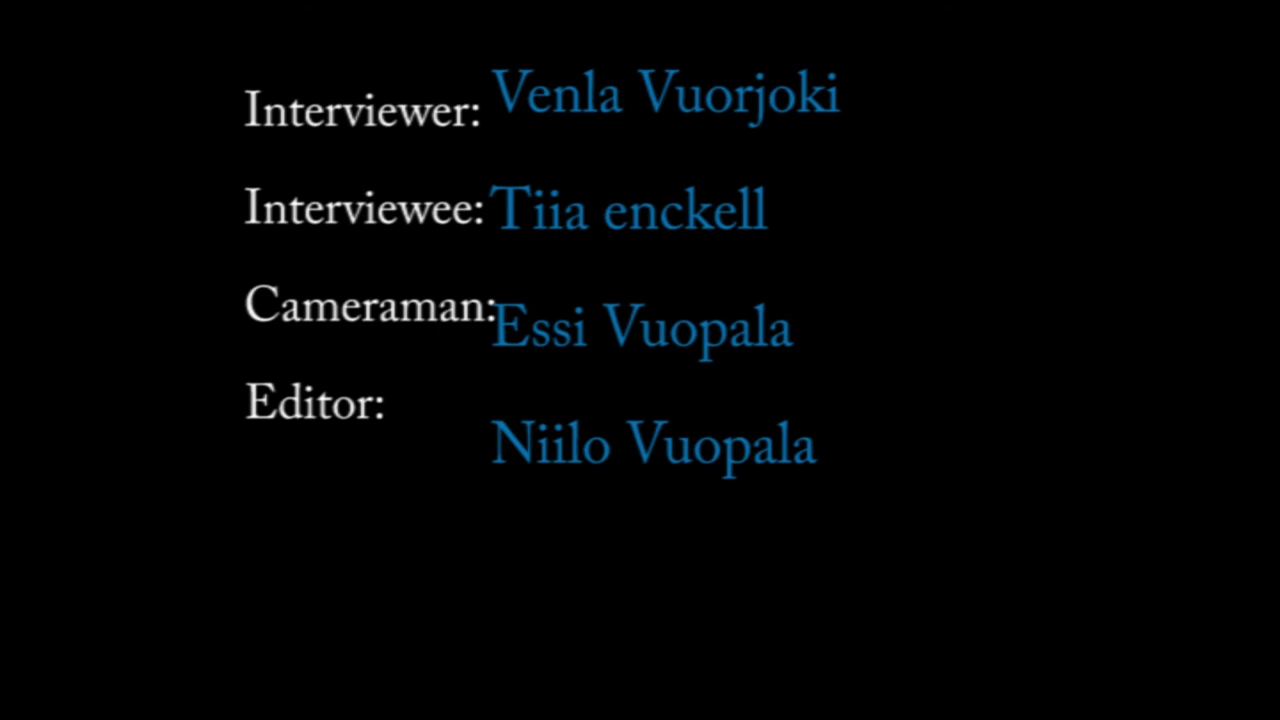 Interviewer: Venla Vuorjoki
Interviewee: Tiia enckell
Cameraman: Essi Vuopala
Editor: Niilo Vuopala